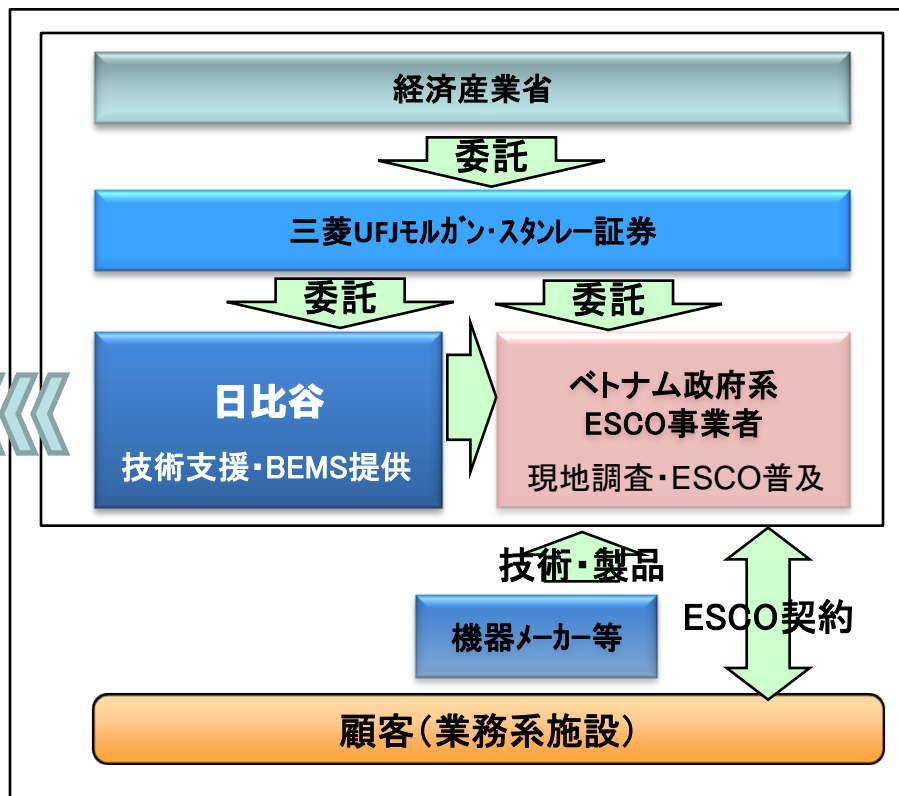 経済産業省
委託
三菱UFJモルガン・スタンレー証券
委託
委託
日比谷
技術支援・BEMS提供
ベトナム政府系
ESCO事業者
現地調査・ESCO普及
技術・製品
機器メーカー等
ESCO契約
顧客（業務系施設）